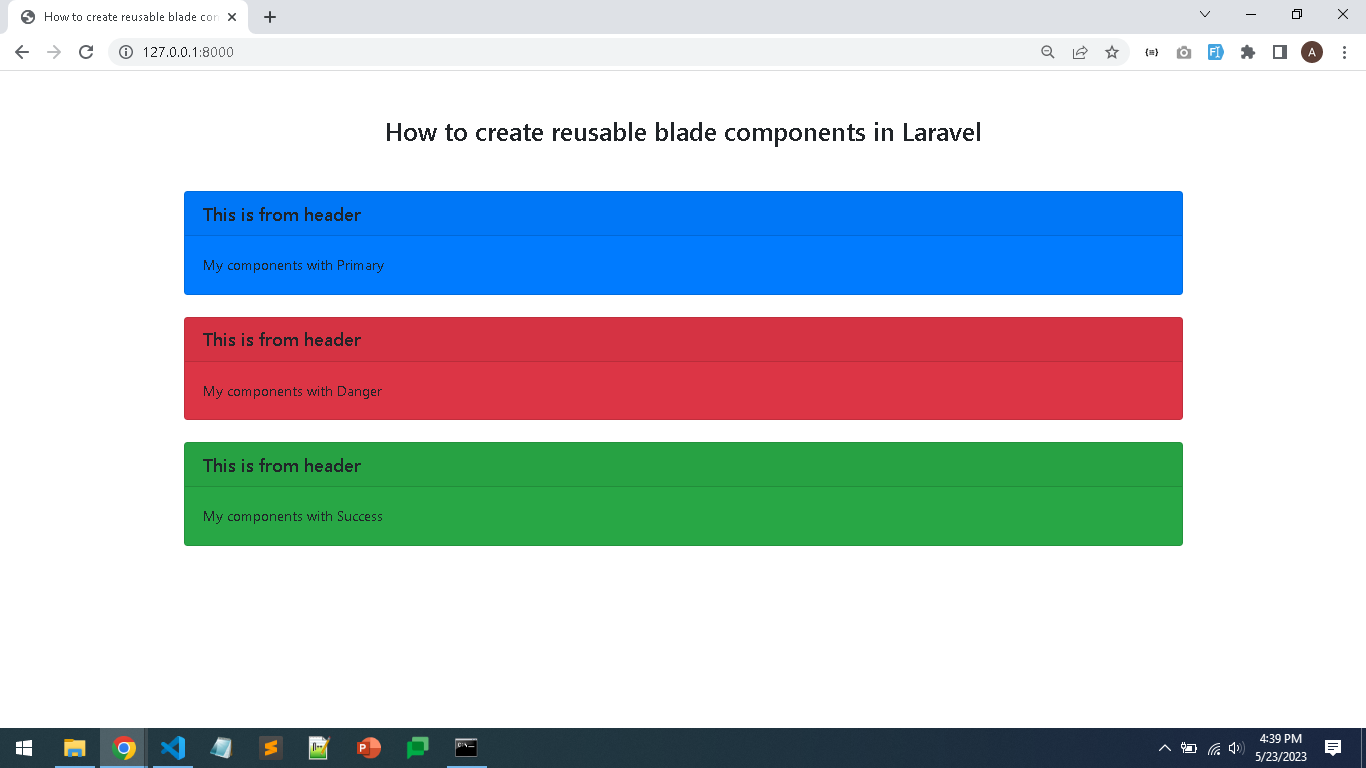 How to create reusable blade con
127.0.0.1:8000
A
How to create reusable blade components in Laravel
This is from header
My components with Primary
This is from header
My components with Danger
This is from header
My components with Success
4:39 PM
5/23/2023